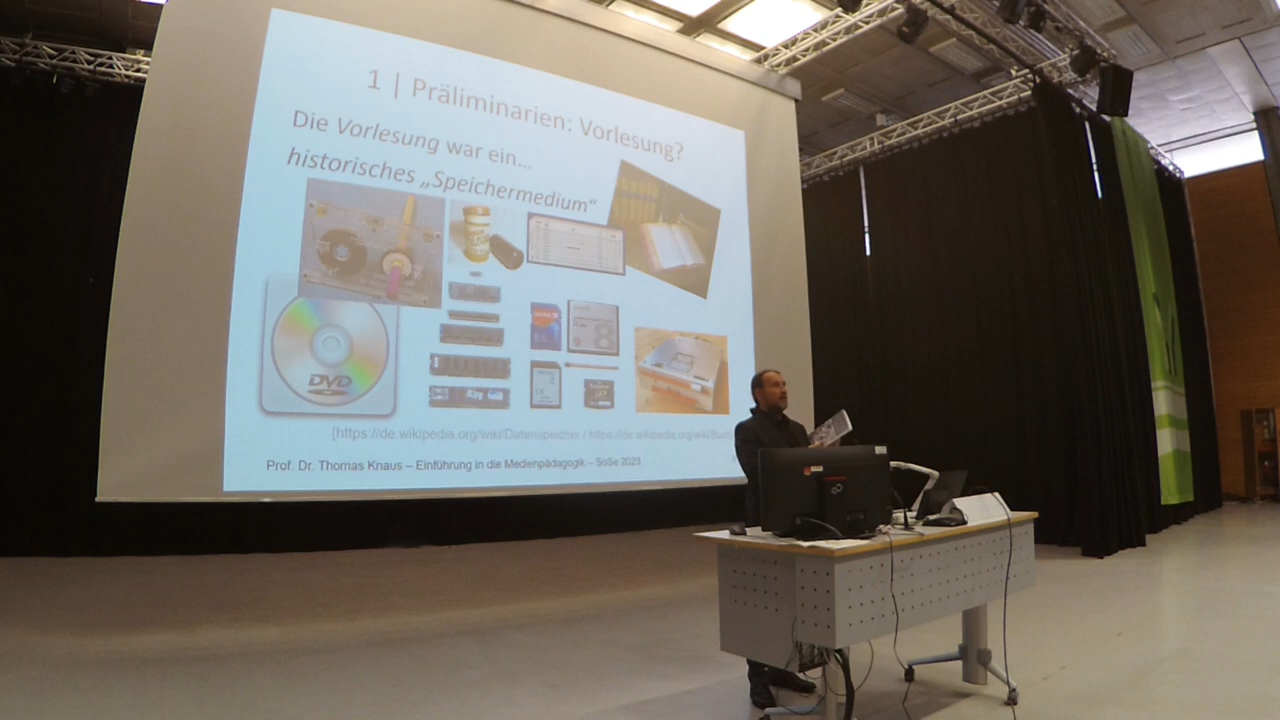 1 | Präliminarien: Vorlesung?
Die Vorlesung war ein...
historisches „Speichermedium“
DVD
8
[https://de.wikipedia.org/wiki/Datenspeicher / https://de.wikipedia.org/wiki/Buch
Prof. Dr. Thomas Knaus – Einführung in die Medienpädagogik – SoSe 2023